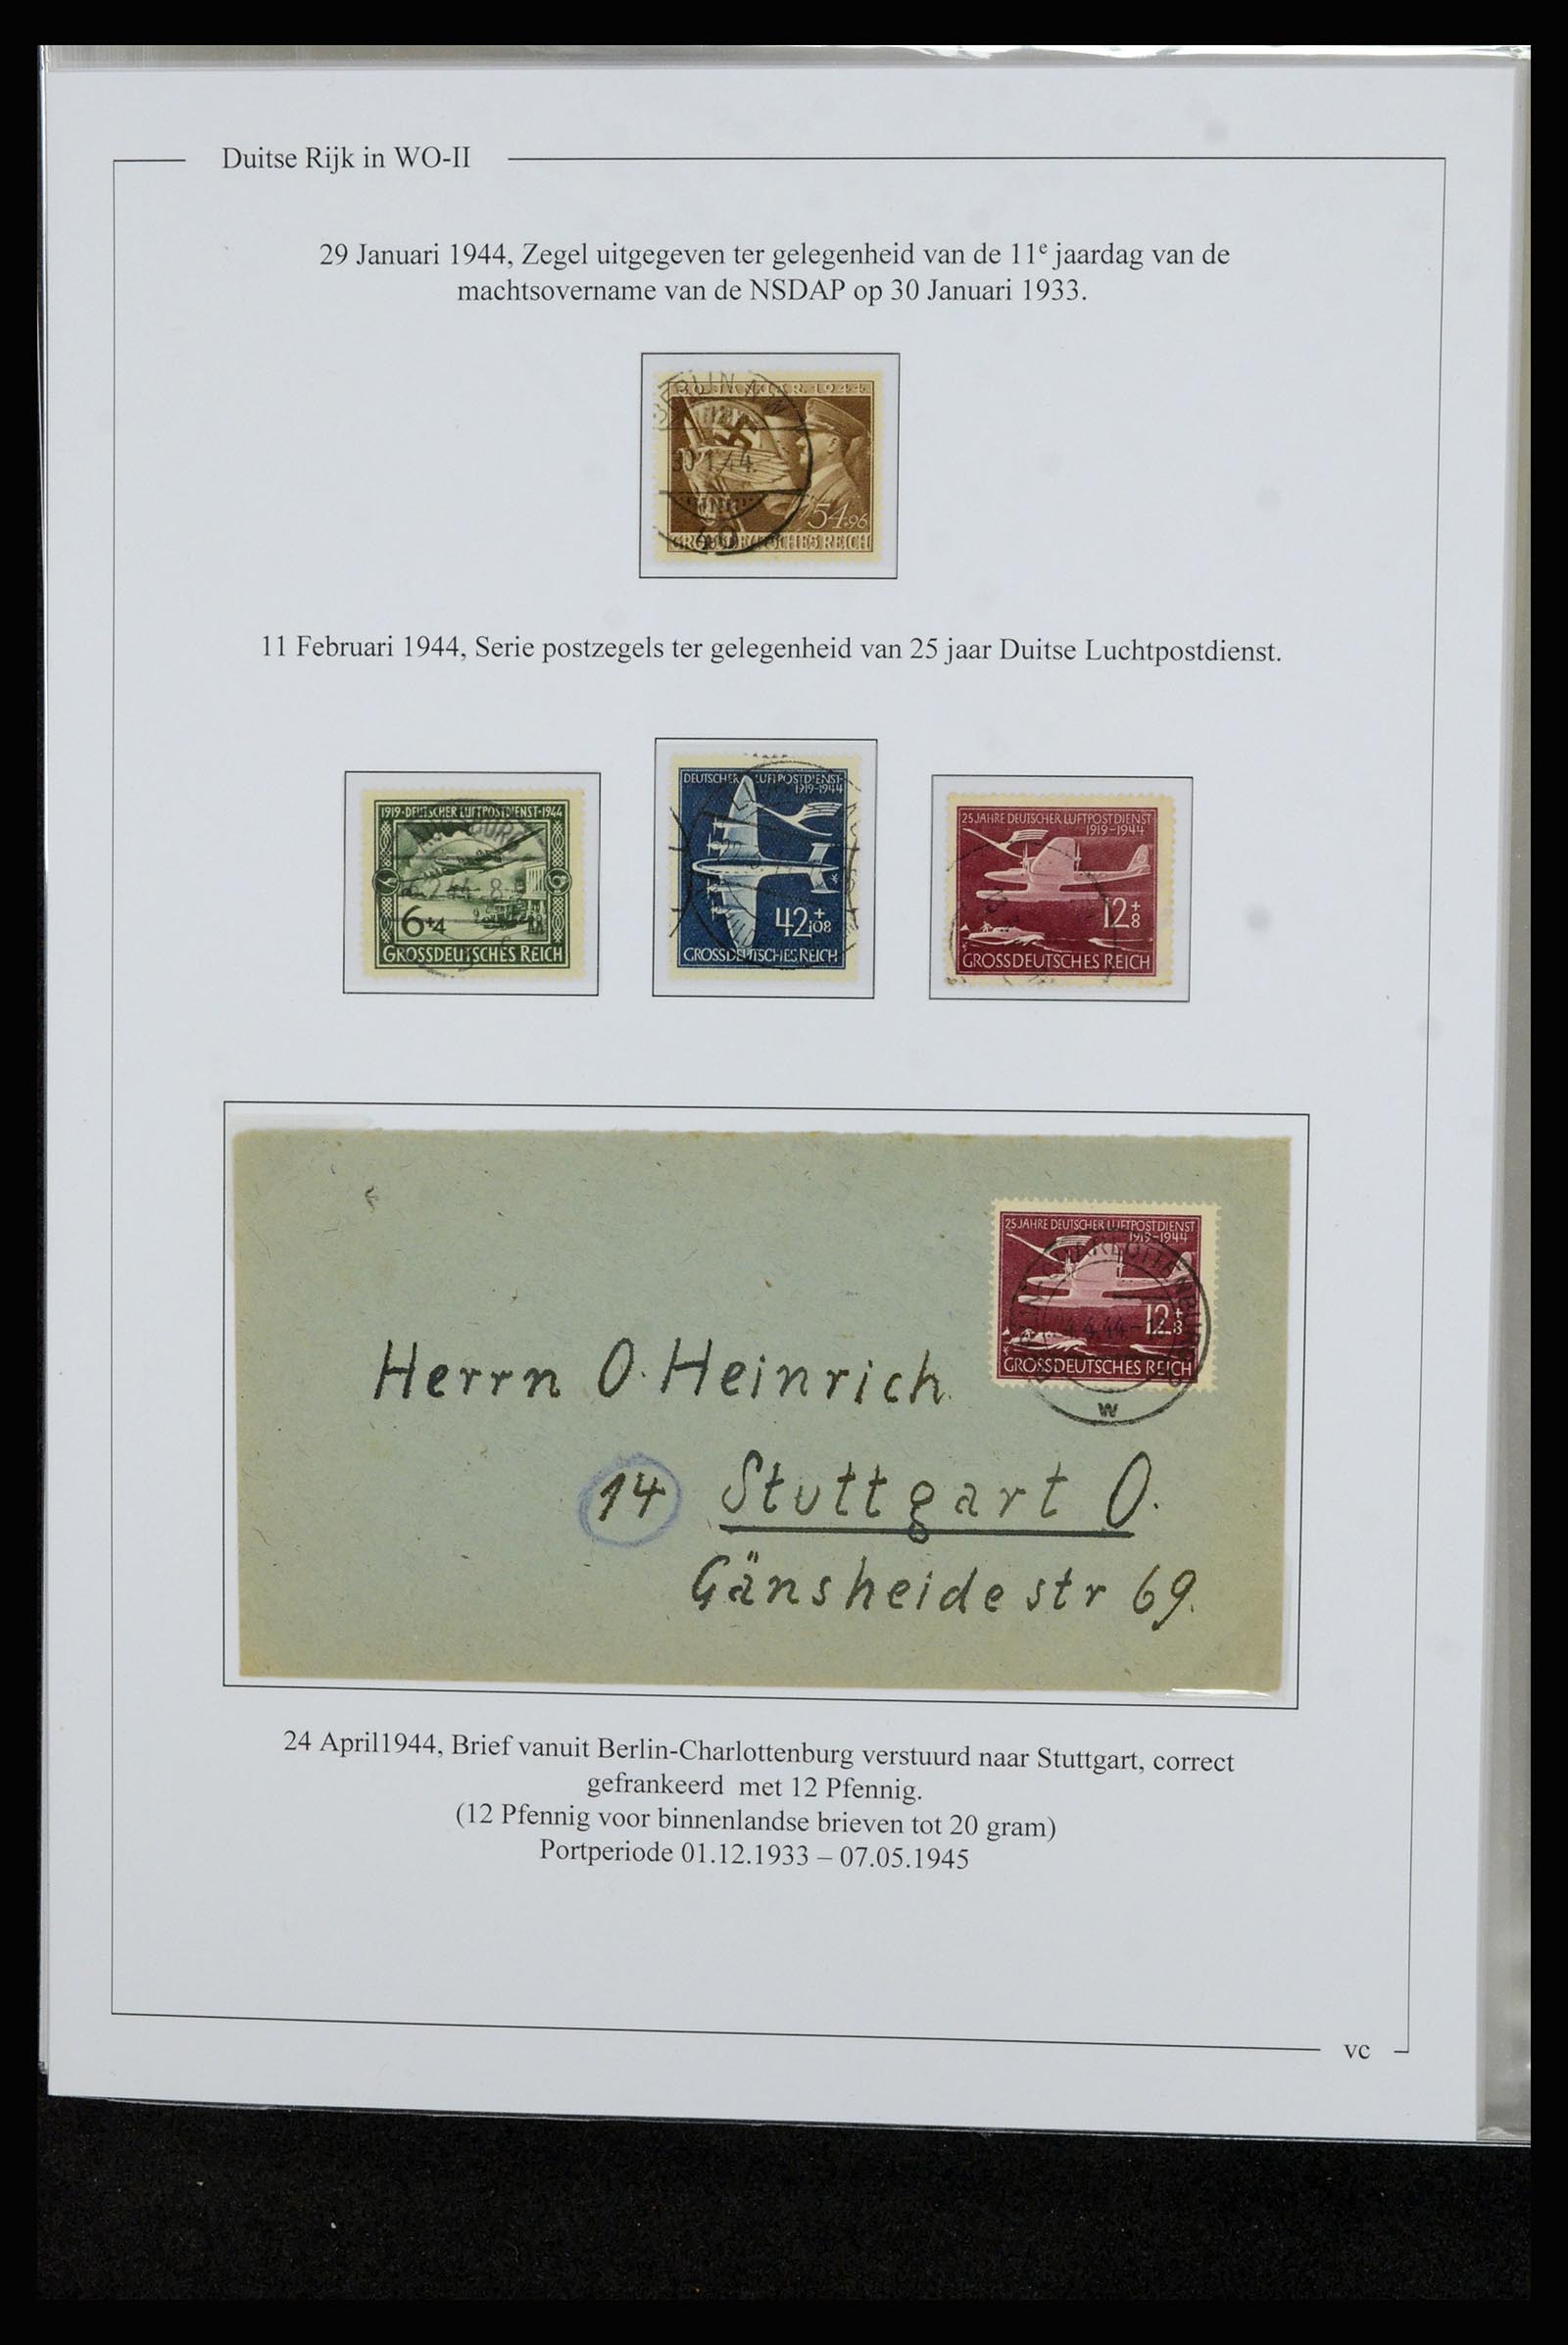 Duitse Rijk in WO-II
29 Januari 1944, Zegel uitgegeven ter gelegenheid van de 11e jaardag van de
machtsovername van de NSDAP op 30 Januari 1933.
30. JANUAR 1944
54+96
GROSSDEUTSCHES REICH
11 Februari 1944, Serie postzegels ter gelegenheid van 25 jaar Duitse Luchtpostdienst.
1919·DEUTSCHER LUFTPOSTDIENST·1944
6+4
GROSSDEUTSCHES REICH
DEUTSCHER LUFTPOSTDIENST
1919-1944
42+108
GROSSDEUTSCHES REICH
25 JAHRE DEUTSCHER LUFTPOSTDIENST
1919-1944
12+8
GROSSDEUTSCHES REICH
25 JAHRE DEUTSCHER LUFTPOSTDIENST
1919-1944
12+8
GROSSDEUTSCHES REICH
w
Herrn O. Heinrich
14 Stuttgart O.
Gänsheidestr 69.
24 April1944, Brief vanuit Berlin-Charlottenburg verstuurd naar Stuttgart, correct
gefrankeerd met 12 Pfennig.
(12 Pfennig voor binnenlandse brieven tot 20 gram)
Portperiode 01.12.1933 – 07.05.1945
vc